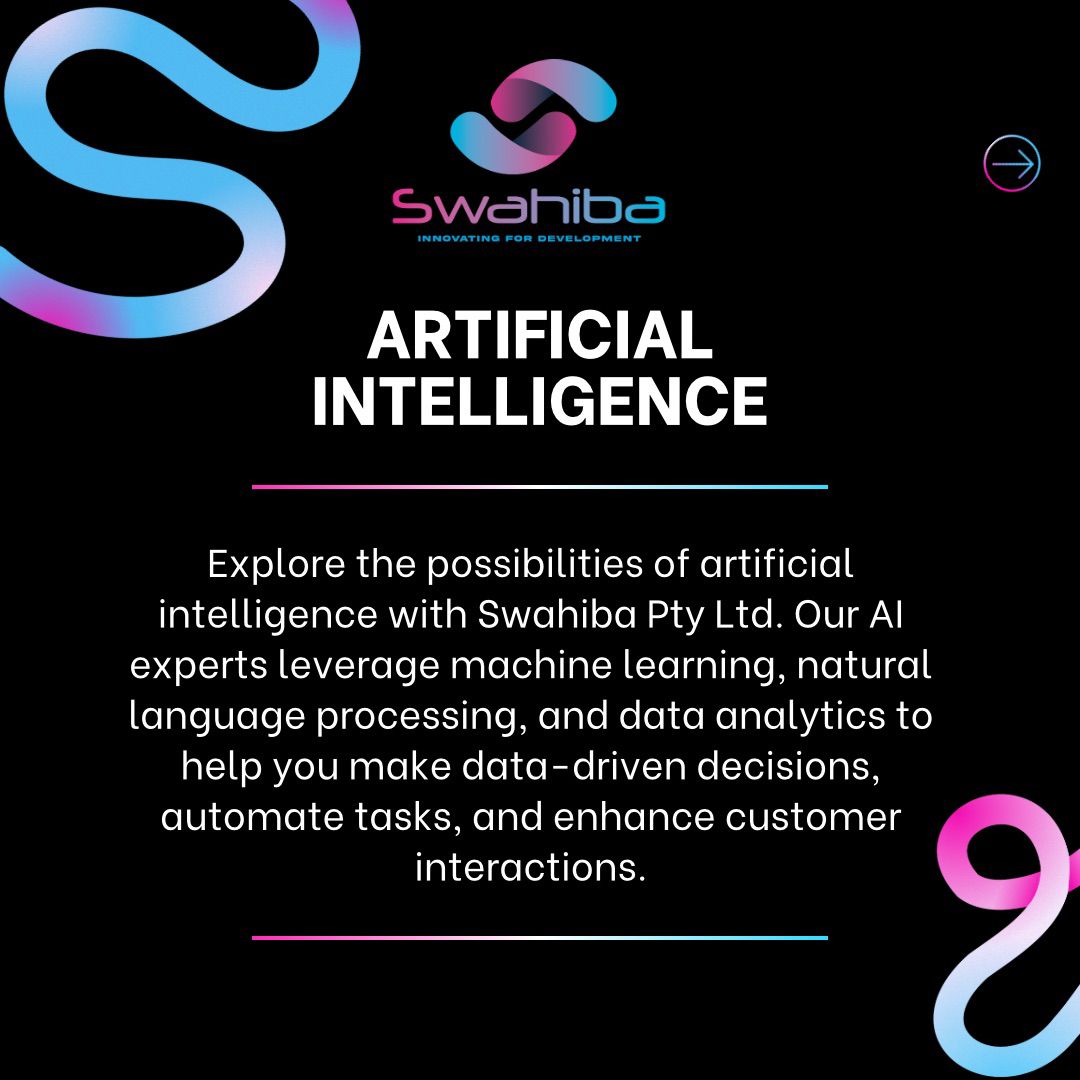 Swahiba
INNOVATING FOR DEVELOPMENT
ARTIFICIAL
INTELLIGENCE
Explore the possibilities of artificial
intelligence with Swahiba Pty Ltd. Our AI
experts leverage machine learning, natural
language processing, and data analytics to
help you make data-driven decisions,
automate tasks, and enhance customer
interactions.